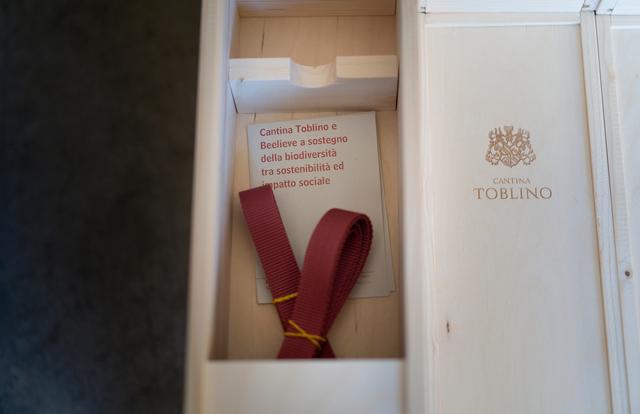 Cantina Toblino e
Beelieve a sostegno
della biodiversità
tra sostenibilità ed
impatto sociale
CANTINA
TOBLINO